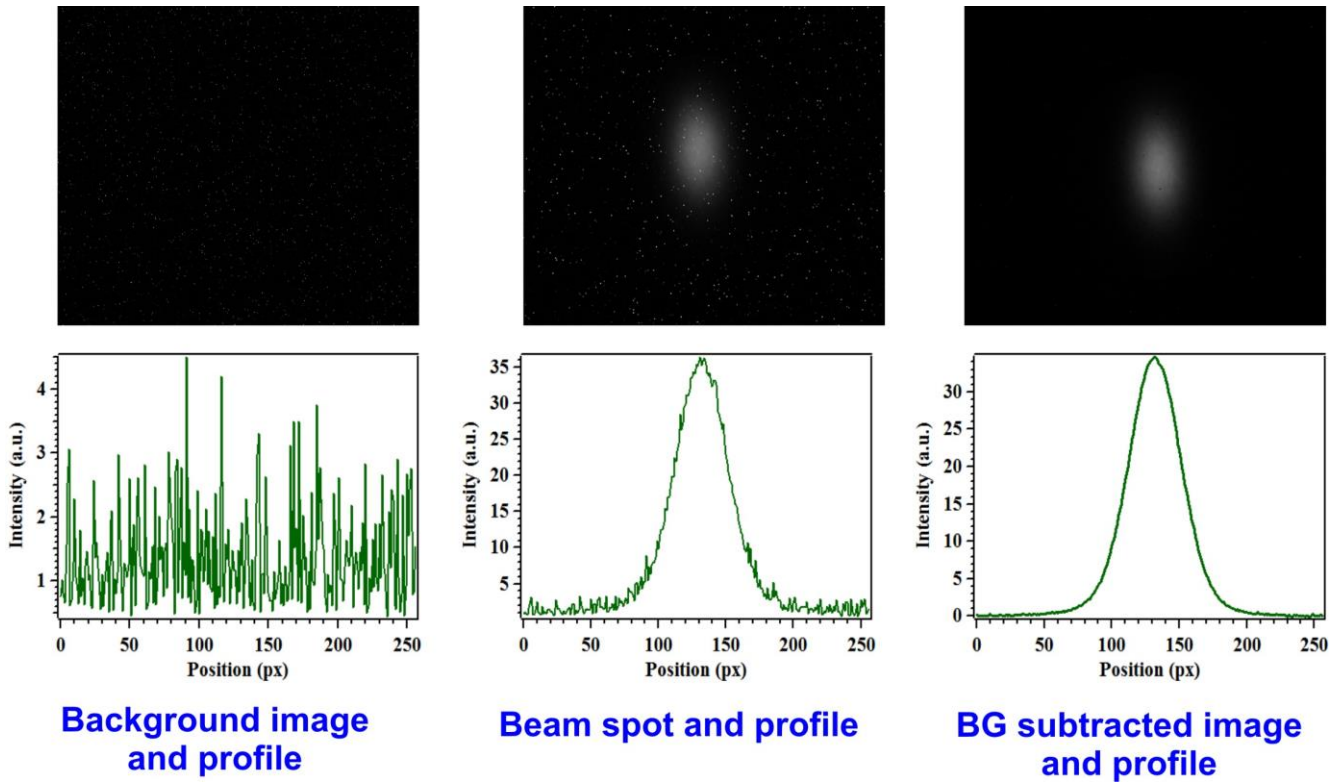 4
3
2
1
Intensity (a.u.)
0 50 100 150 200 250
Position (px)
Background image
and profile
35
30
25
20
15
10
5
Intensity (a.u.)
0 50 100 150 200 250
Position (px)
Beam spot and profile
30
25
20
15
10
5
0
Intensity (a.u.)
0 50 100 150 200 250
Position (px)
BG subtracted image
and profile